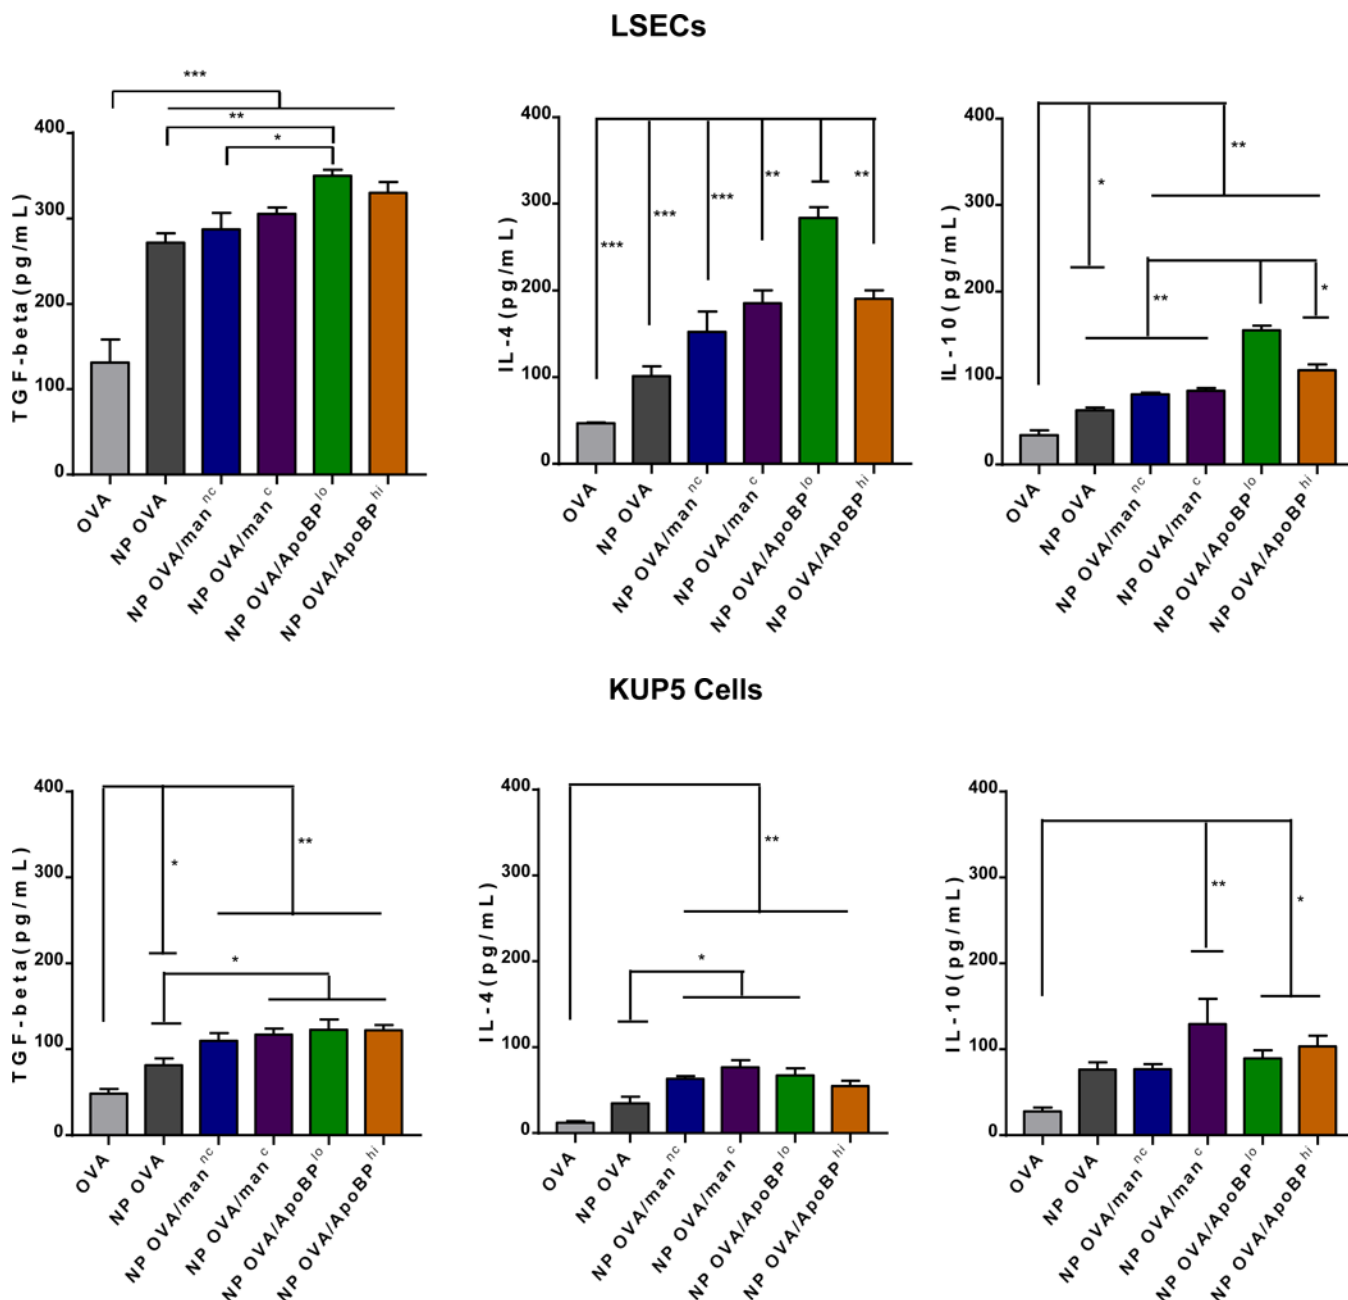 LSECs
***
**
*
400
300
200
100
0
TGF-beta(pg/mL)
OVA
NP OVA
NP OVA/man nc
NP OVA/man c
NP OVA/ApoBP lo
NP OVA/ApoBP hi
400
300
200
100
0
IL-4(pg/mL)
***
***
***
**
**
OVA
NP OVA
NP OVA/man nc
NP OVA/man c
NP OVA/ApoBP lo
NP OVA/ApoBP hi
400
300
200
100
0
IL-10(pg/mL)
*
**
**
*
OVA
NP OVA
NP OVA/man nc
NP OVA/man c
NP OVA/ApoBP lo
NP OVA/ApoBP hi
KUP5 Cells
400
300
200
100
0
TGF-beta(pg/mL)
*
**
*
OVA
NP OVA
NP OVA/man nc
NP OVA/man c
NP OVA/ApoBP lo
NP OVA/ApoBP hi
400
300
200
100
0
IL-4(pg/mL)
**
*
OVA
NP OVA
NP OVA/man nc
NP OVA/man c
NP OVA/ApoBP lo
NP OVA/ApoBP hi
400
300
200
100
0
IL-10(pg/mL)
**
*
OVA
NP OVA
NP OVA/man nc
NP OVA/man c
NP OVA/ApoBP lo
NP OVA/ApoBP hi